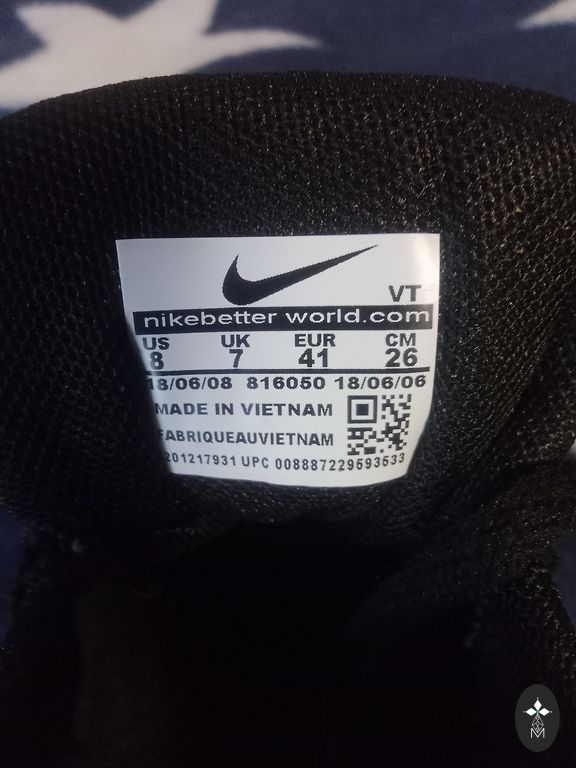 VT
nikebetter world.com
US UK EUR CM
8 7 41 26
18/06/08 816050 18/06/06
MADE IN VIETNAM
FABRIQUEAUVIETNAM
201217931 UPC 008887229593533
M